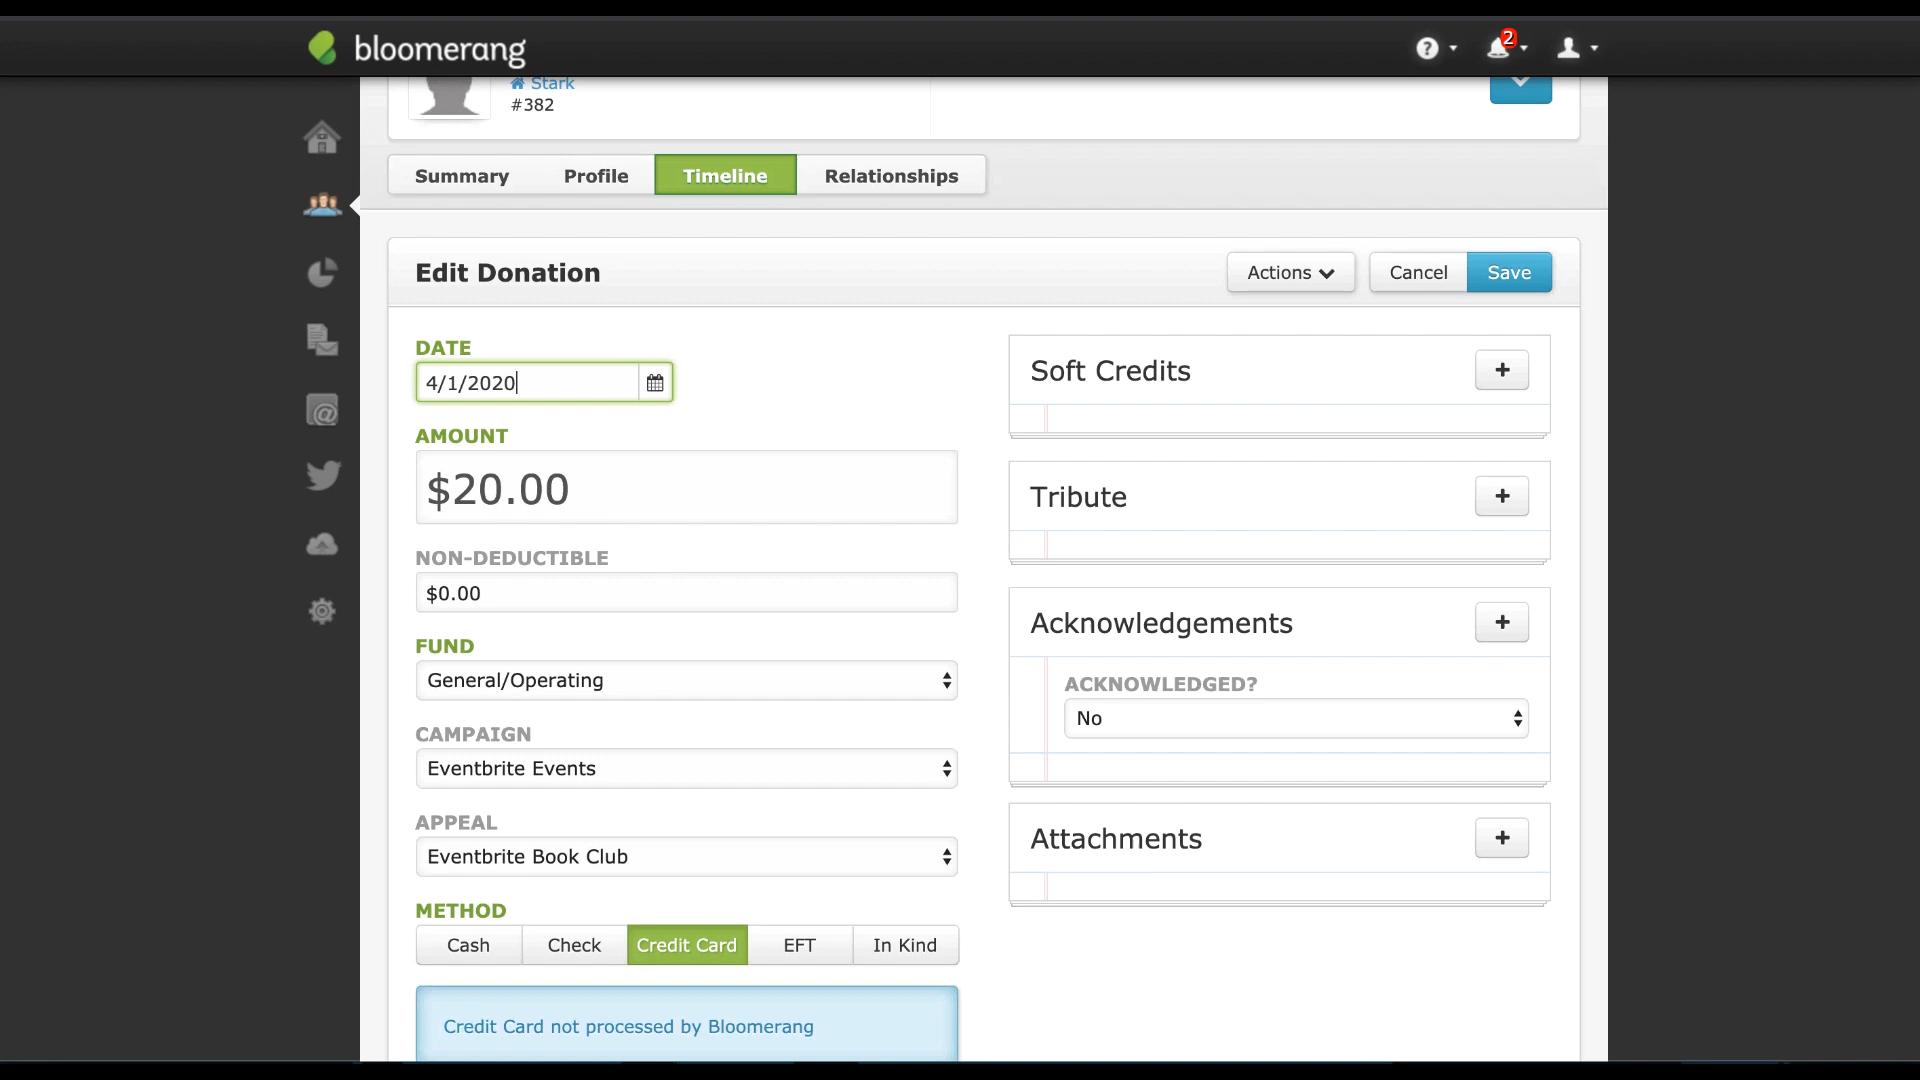 bloomerang
?
2
Stark
#382
Summary
Profile
Timeline
Relationships
Edit Donation
Actions
Cancel
Save
DATE
4/1/2020
AMOUNT
$20.00
NON-DEDUCTIBLE
$0.00
FUND
General/Operating
CAMPAIGN
Eventbrite Events
APPEAL
Eventbrite Book Club
METHOD
Cash
Check
Credit Card
EFT
In Kind
Credit Card not processed by Bloomerang
Soft Credits
+
Tribute
+
Acknowledgements
+
ACKNOWLEDGED?
No
Attachments
+